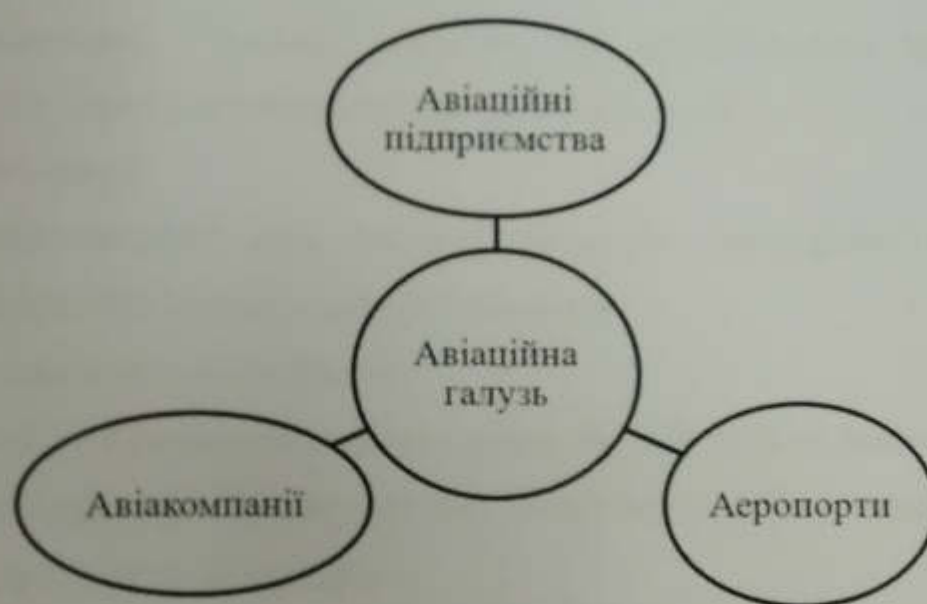 Авіаційні
підприємства
Авіаційна
галузь
Авіакомпанії
Аеропорти